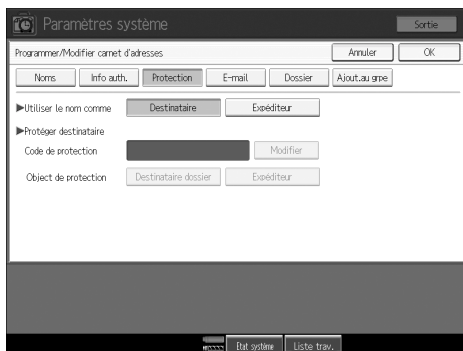 Paramètres système Sortie
Programmer/Modifier carnet d'adresses Annuler OK
Noms Info auth. Protection E-mail Dossier Ajout.au grpe
▶Utiliser le nom comme Destinataire Expéditeur
▶Protéger destinataire
Code de protection Modifier
Object de protection Destinataire dossier Expéditeur
Etat système Liste trav.